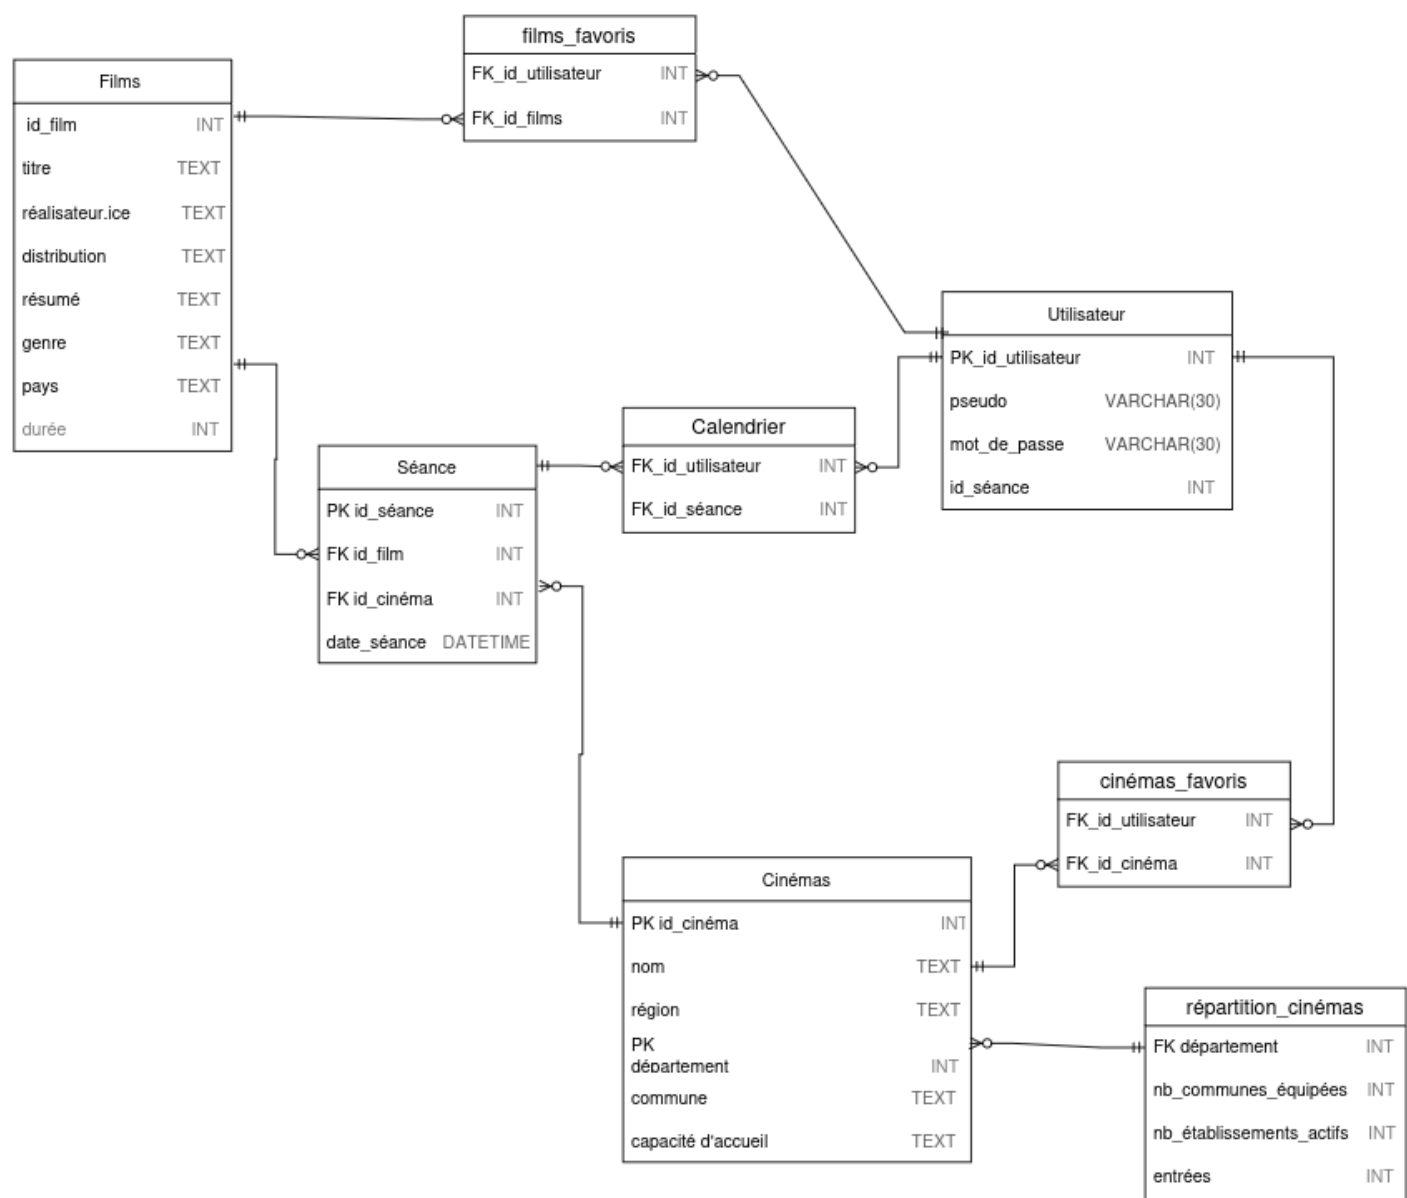 films_favoris
FK_id_utilisateur INT
FK_id_films INT
Films
id_film INT
titre TEXT
réalisateur.ice TEXT
distribution TEXT
résumé TEXT
genre TEXT
pays TEXT
durée INT
Utilisateur
PK_id_utilisateur INT
pseudo VARCHAR(30)
mot_de_passe VARCHAR(30)
id_séance INT
Calendrier
FK_id_utilisateur INT
FK_id_séance INT
Séance
PK id_séance INT
FK id_film INT
FK id_cinéma INT
date_séance DATETIME
cinémas_favoris
FK_id_utilisateur INT
FK_id_cinéma INT
Cinémas
PK id_cinéma INT
nom TEXT
région TEXT
PK
département INT
commune TEXT
capacité d'accueil TEXT
répartition_cinémas
FK département INT
nb_communes_équipées INT
nb_établissements_actifs INT
entrées INT